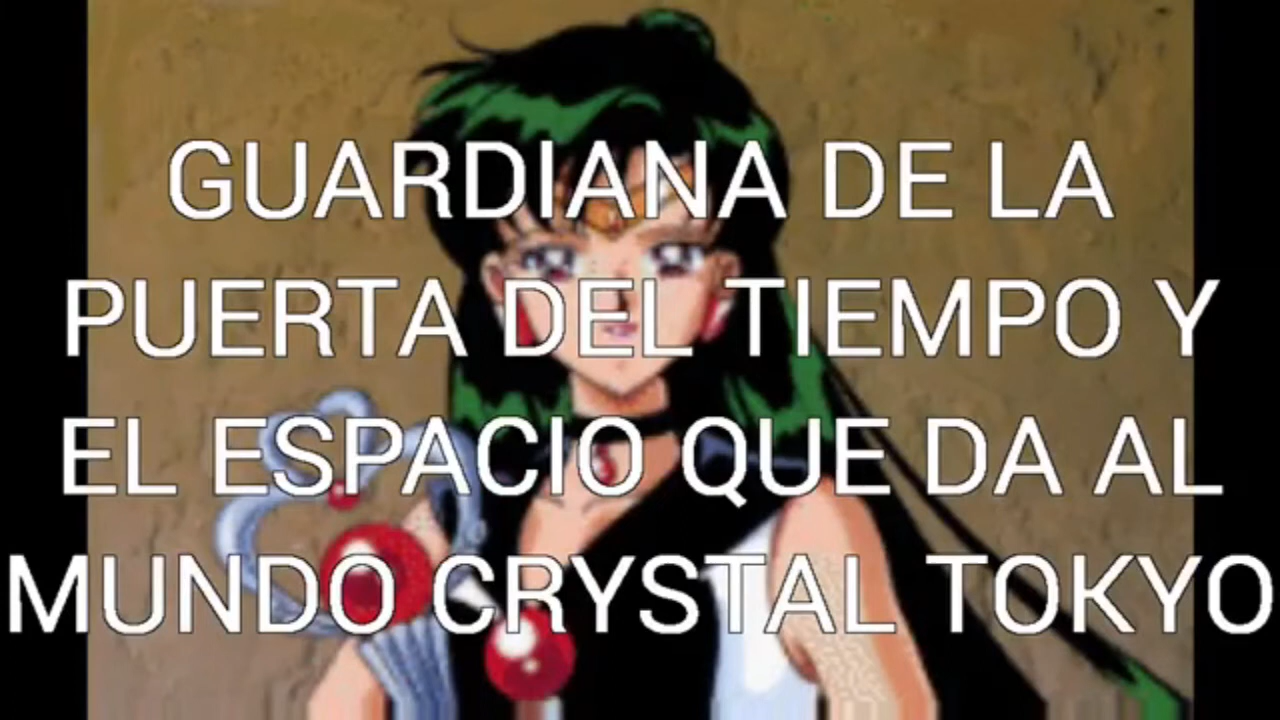 GUARDIANA DE LA
PUERTA DEL TIEMPO Y
EL ESPACIO QUE DA AL
MUNDO CRYSTAL TOKYO